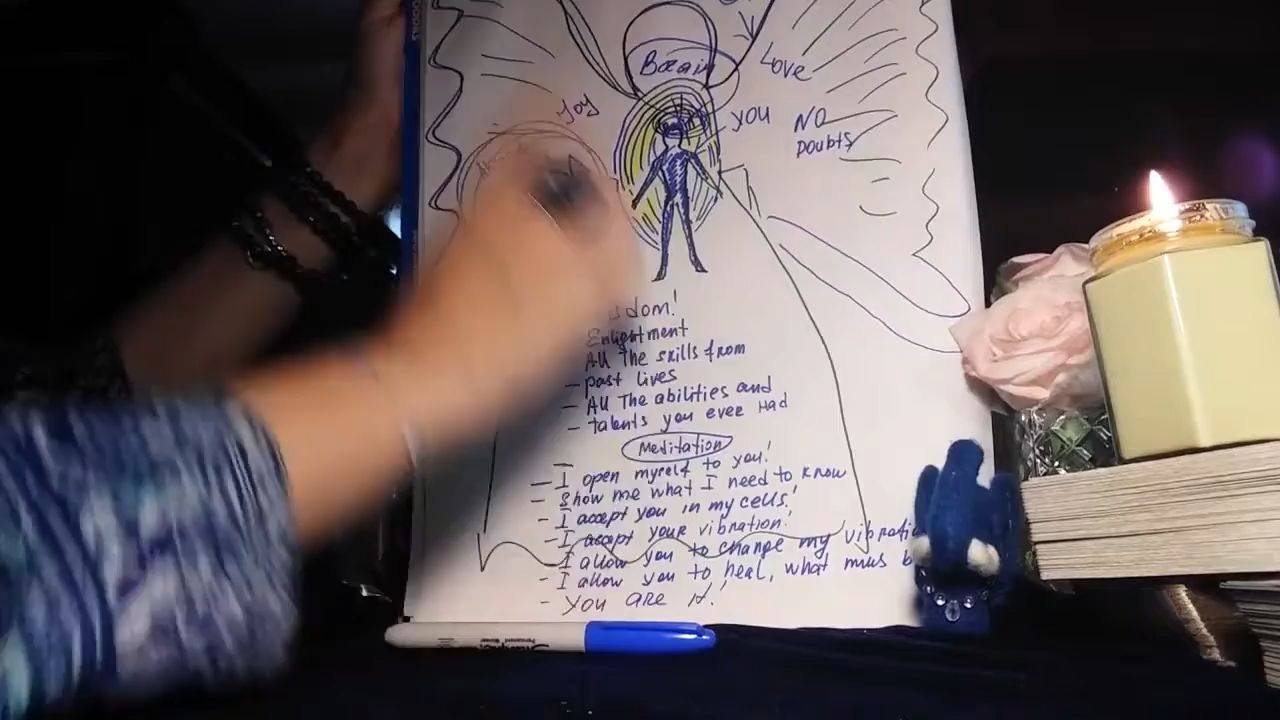 Brain
Love
Joy
you
NO
Doubts
Enlightment
All The skills from
– past lives
– All The abilities and
– talents you ever Had
Meditation
– I open myself to you!
– Show me what I need to know
– I accept you in my cells!
– I accept your vibration!
I allow you to change my
– I allow you to heal, what
– you are it!